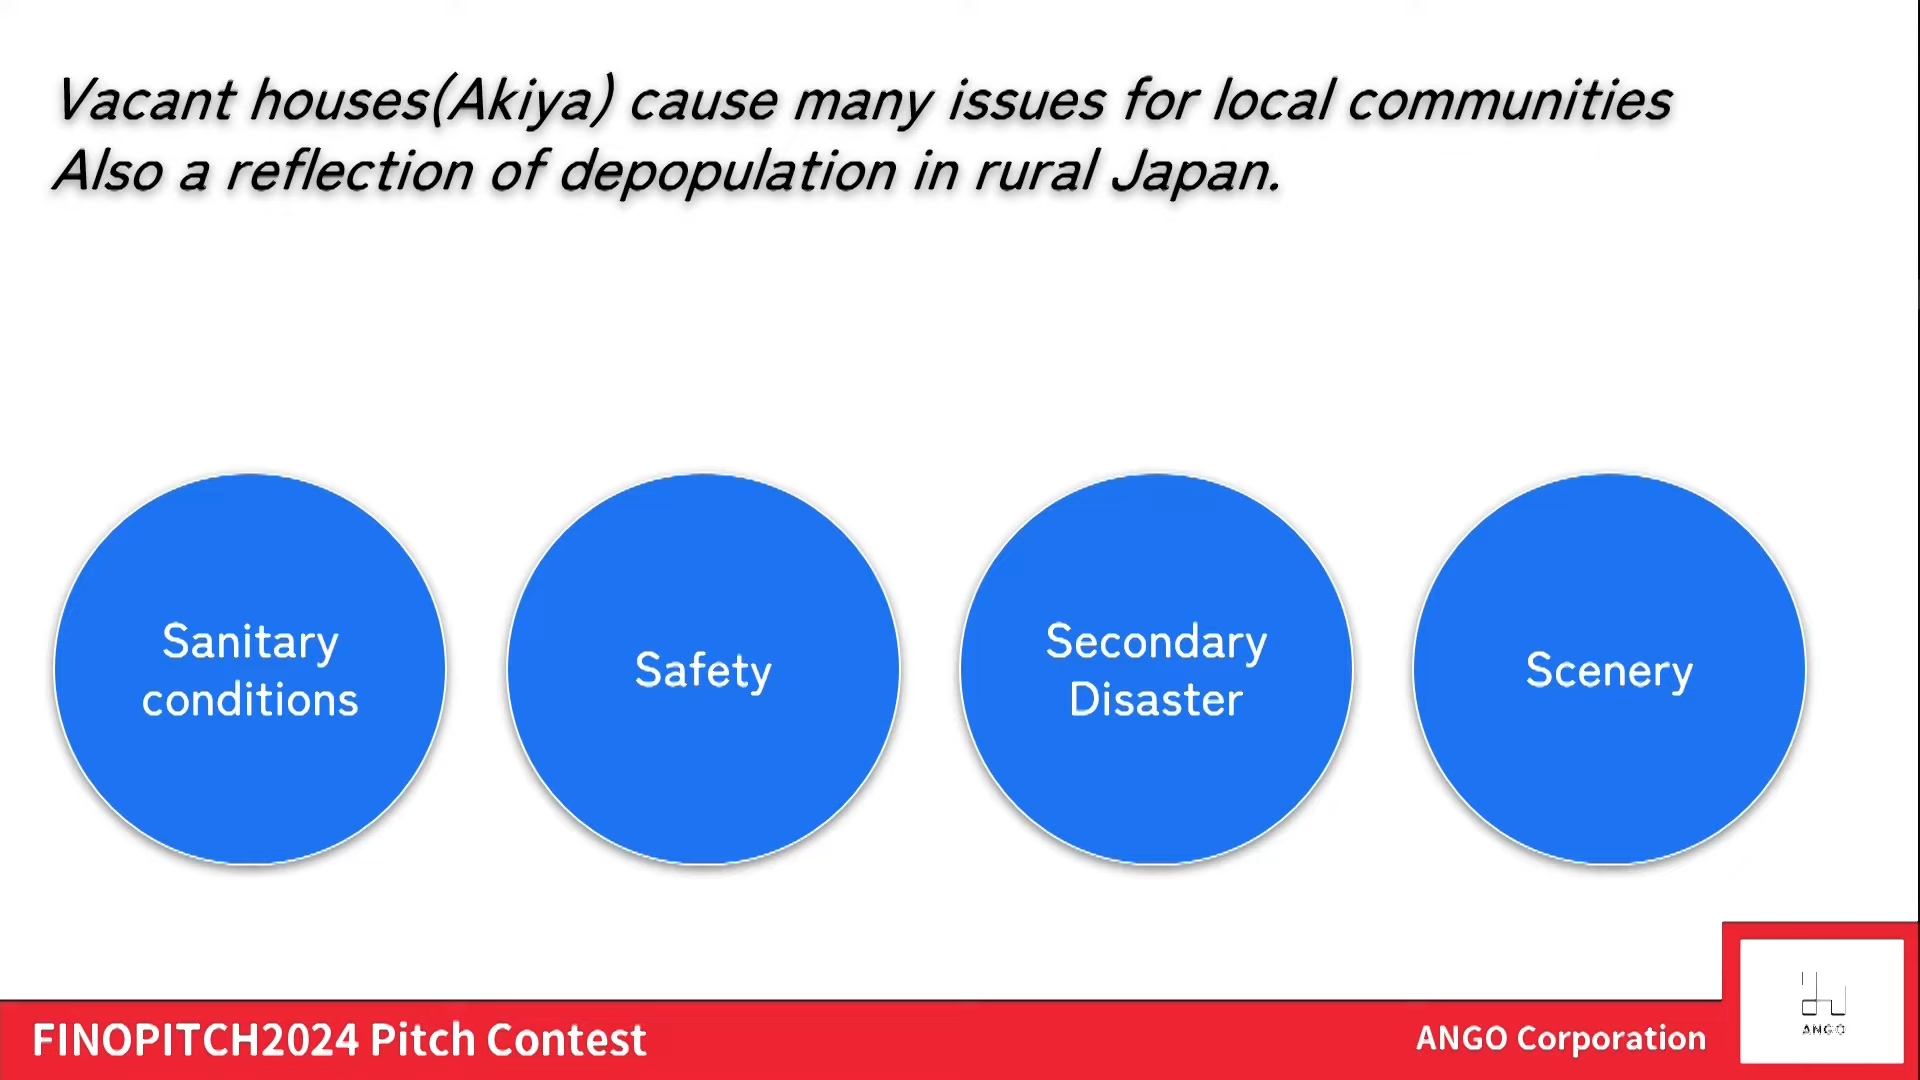 Vacant houses(Akiya) cause many issues for local communities
Also a reflection of depopulation in rural Japan.
Sanitary
conditions
Safety
Secondary
Disaster
Scenery
FINOPITCH2024 Pitch Contest
ANGO Corporation
ANGO